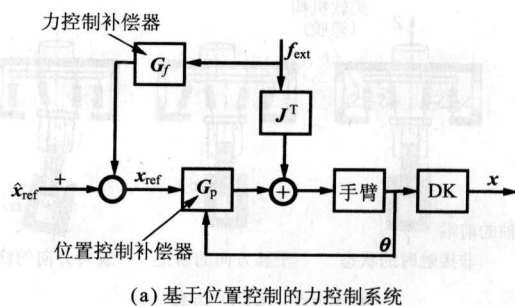 力控制补偿器
f_ext
G_f
J^T
x̂_ref
+
x_ref
G_p
+
手臂
DK
x
位置控制补偿器
θ
(a) 基于位置控制的力控制系统